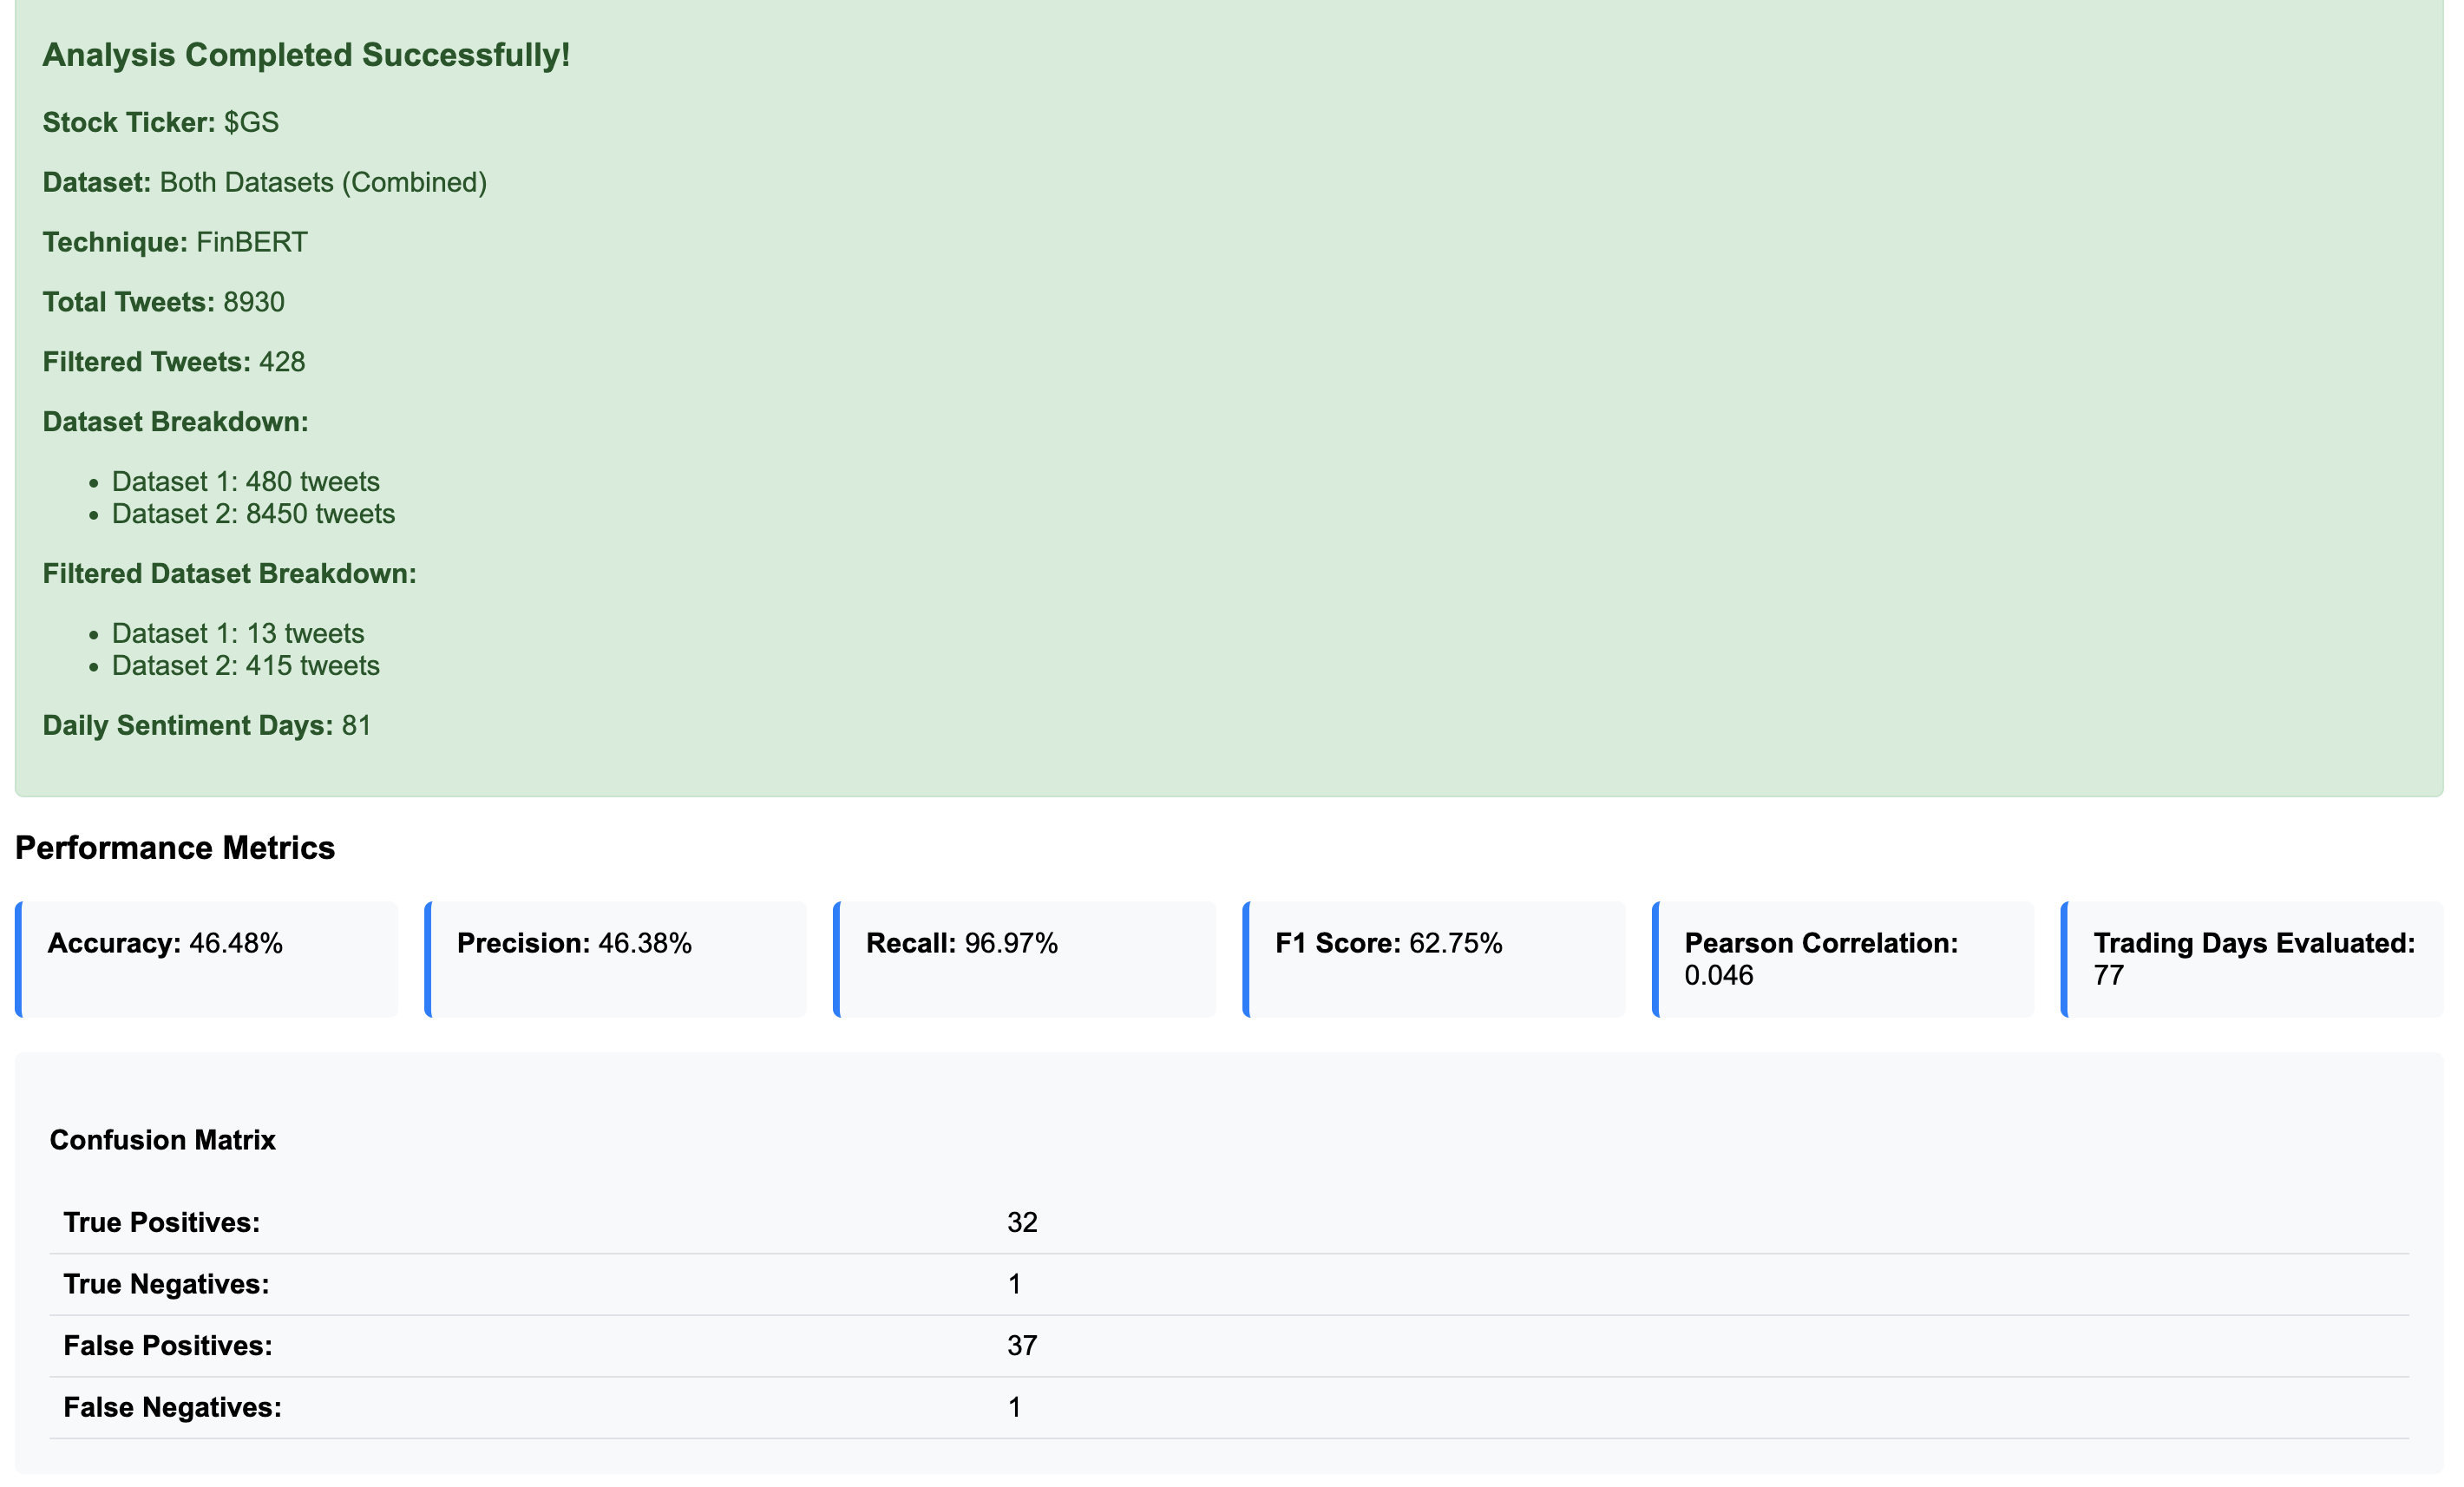 Analysis Completed Successfully!
Stock Ticker: $GS
Dataset: Both Datasets (Combined)
Technique: FinBERT
Total Tweets: 8930
Filtered Tweets: 428
Dataset Breakdown:
• Dataset 1: 480 tweets
• Dataset 2: 8450 tweets
Filtered Dataset Breakdown:
• Dataset 1: 13 tweets
• Dataset 2: 415 tweets
Daily Sentiment Days: 81
Performance Metrics
Accuracy: 46.48%
Precision: 46.38%
Recall: 96.97%
F1 Score: 62.75%
Pearson Correlation:
0.046
Trading Days Evaluated:
77
Confusion Matrix
True Positives: 32
True Negatives: 1
False Positives: 37
False Negatives: 1